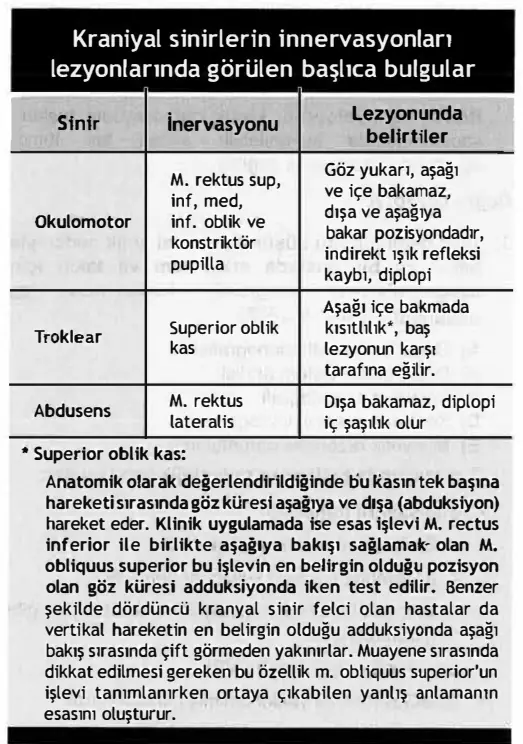 Kraniyal sinirlerin innervasyonları
lezyonlarında görülen başlıca bulgular
Sinir
İnervasyonu
Lezyonunda
belirtiler
Okulomotor
M. rektus sup,
inf, med,
inf. oblik ve
konstriktör
pupilla
Göz yukarı, aşağı
ve içe bakamaz,
dışa ve aşağıya
bakar pozisyondadır,
indirekt ışık refleksi
kaybı, diplopi
Troklear
Superior oblik
kas
Aşağı içe bakmada
kısıtlılık*, baş
lezyonun karşı
tarafına eğilir.
Abdusens
M. rektus
lateralis
Dışa bakamaz, diplopi
iç şaşılık olur
* Superior oblik kas:
Anatomik olarak değerlendirildiğinde bu kasın tek başına
hareketi sırasında göz küresi aşağıya ve dışa (abduksiyon)
hareket eder. Klinik uygulamada ise esas işlevi M. rectus
inferior ile birlikte aşağıya bakışı sağlamak olan M.
obliquus superior bu işlevin en belirgin olduğu pozisyon
olan göz küresi adduksiyonda iken test edilir. Benzer
şekilde dördüncü kranyal sinir felci olan hastalar da
vertikal hareketin en belirgin olduğu adduksiyonda aşağı
bakış sırasında çift görmeden yakınırlar. Muayene sırasında
dikkat edilmesi gereken bu özellik m. obliquus superior'un
işlevi tanımlanırken ortaya çıkabilen yanlış anlamanın
esasını oluşturur.